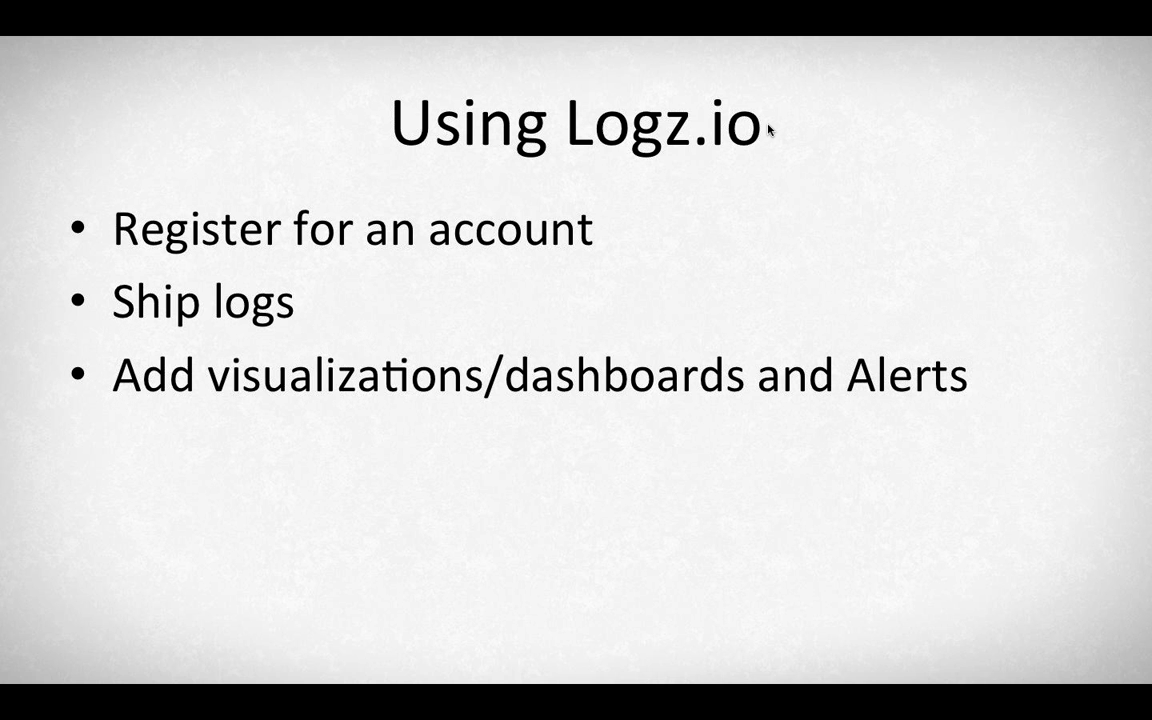 Using Logz.io
• Register for an account
• Ship logs
• Add visualizations/dashboards and Alerts